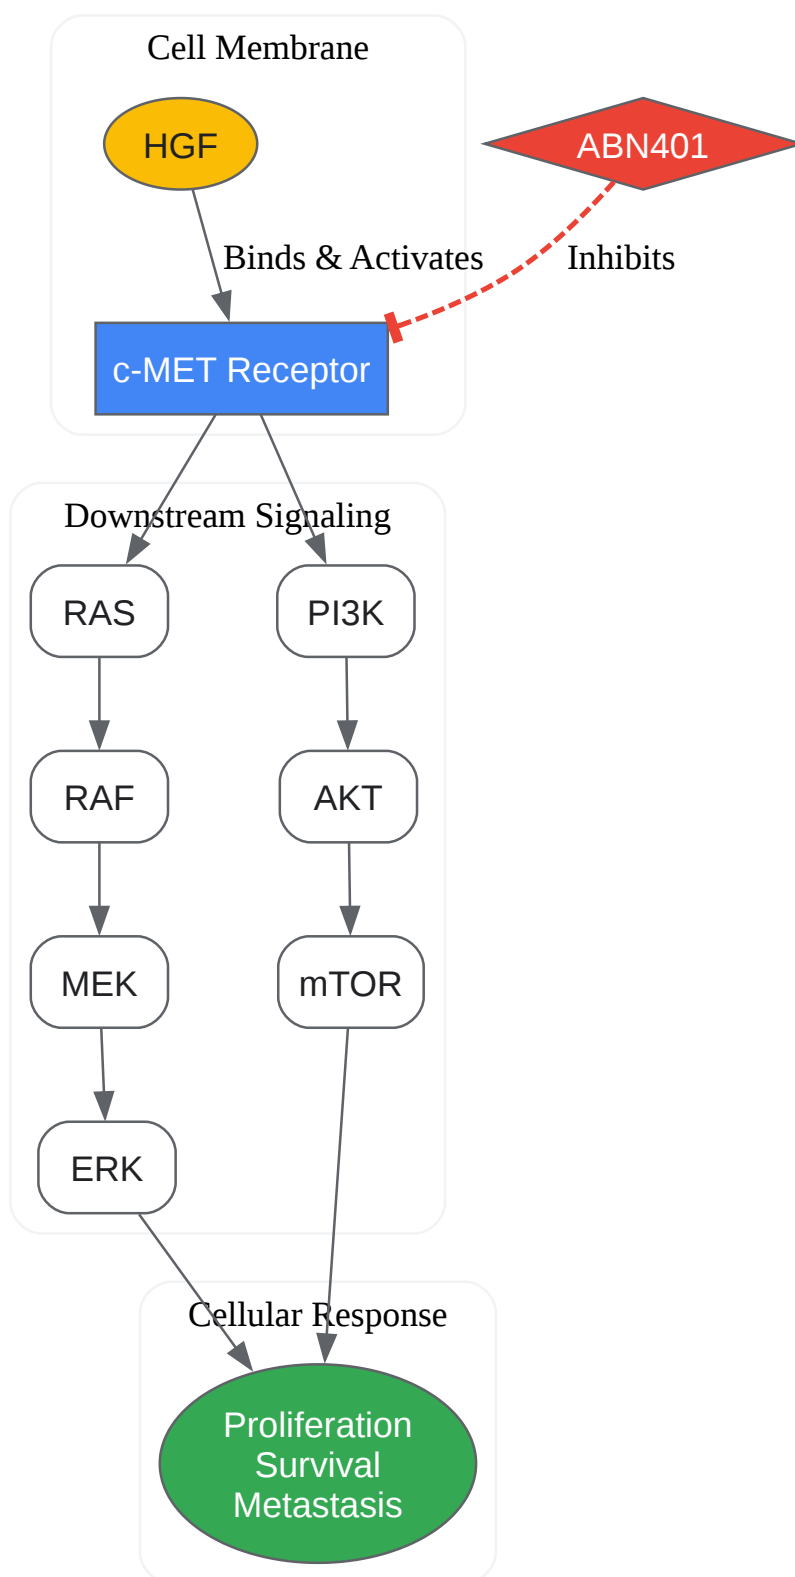 Cell Membrane
HGF
ABN401
Binds & Activates
Inhibits
c-MET Receptor
Downstream Signaling
RAS
PI3K
RAF
AKT
MEK
mTOR
ERK
Cellular Response
Proliferation
Survival
Metastasis